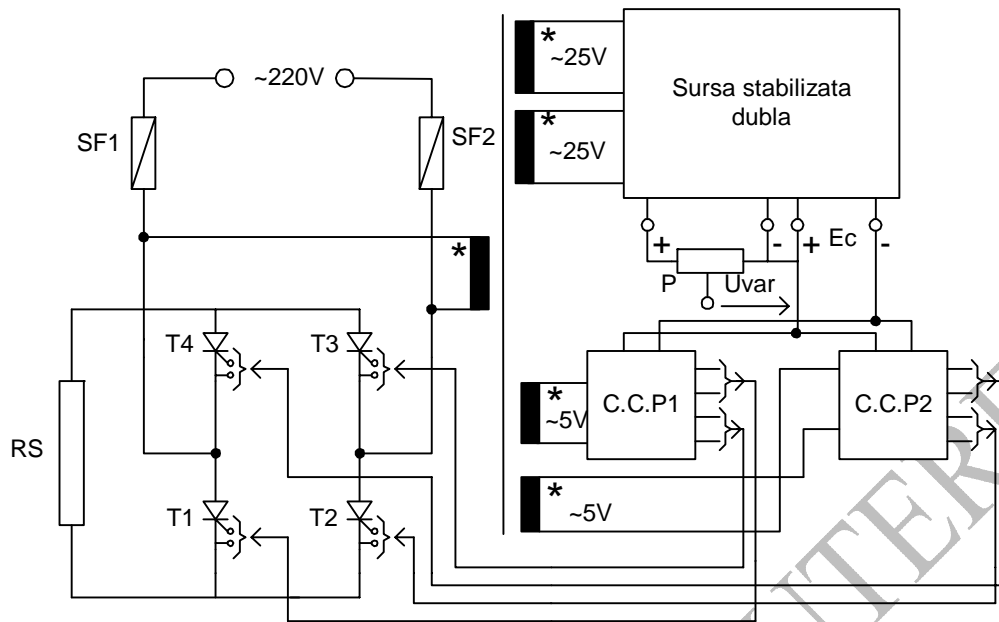 ~220V
SF1
SF2
*
*
~25V
*
~25V
Sursa stabilizata
dubla
+
-
+
Ec
-
P
Uvar
T4
T3
RS
T1
T2
*
~5V
C.C.P1
C.C.P2
*
~5V